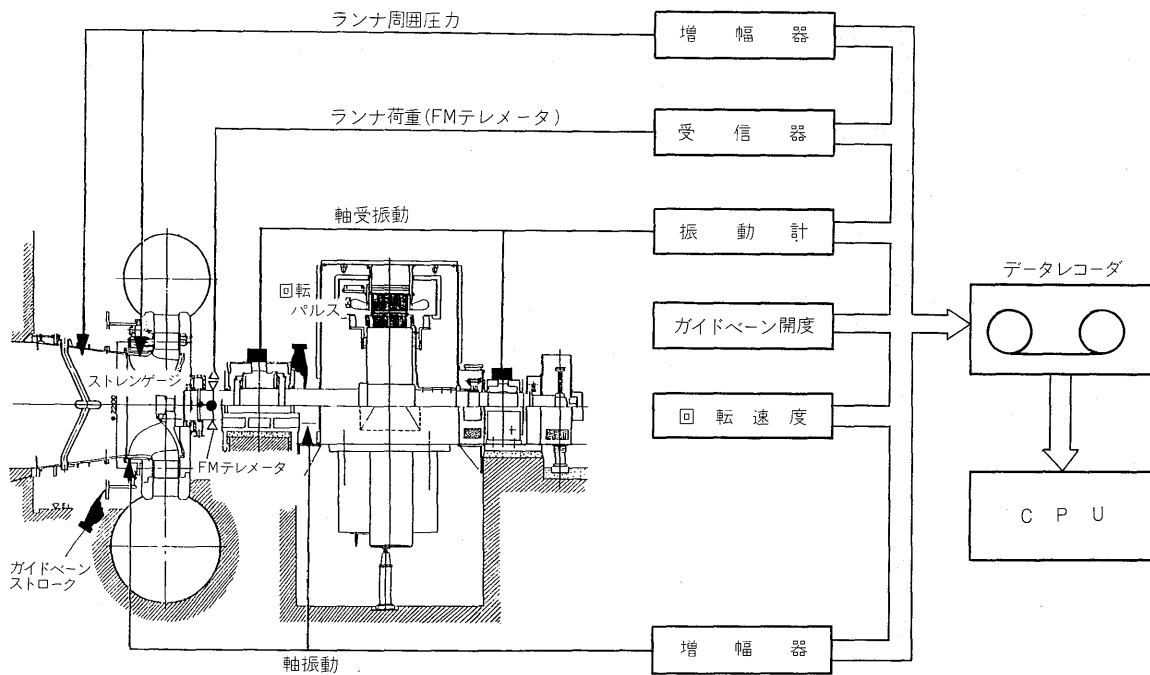 ランナ周囲圧力
増幅器
ランナ荷重(FMテレメータ)
受信器
軸受振動
振動計
データレコーダ
回転
パルス
ガイドベーン開度
ストレンゲージ
回転速度
FMテレメータ
CPU
ガイドベーン
ストローク
増幅器
軸振動